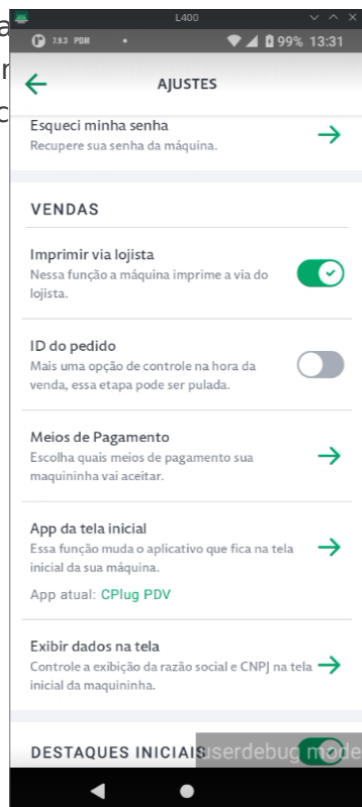 L400
7.9.3 PDM
99% 13:31
AJUSTES
Esqueci minha senha
Recupere sua senha da máquina.
VENDAS
Imprimir via lojista
Nessa função a máquina imprime a via do
lojista.
ID do pedido
Mais uma opção de controle na hora da
venda, essa etapa pode ser pulada.
Meios de Pagamento
Escolha quais meios de pagamento sua
maquininha vai aceitar.
App da tela inicial
Essa função muda o aplicativo que fica na tela
inicial da sua máquina.
App atual: CPlug PDV
Exibir dados na tela
Controle a exibição da razão social e CNPJ na tela
inicial da maquininha.
DESTAQUES INICIAIS
userdebug mode